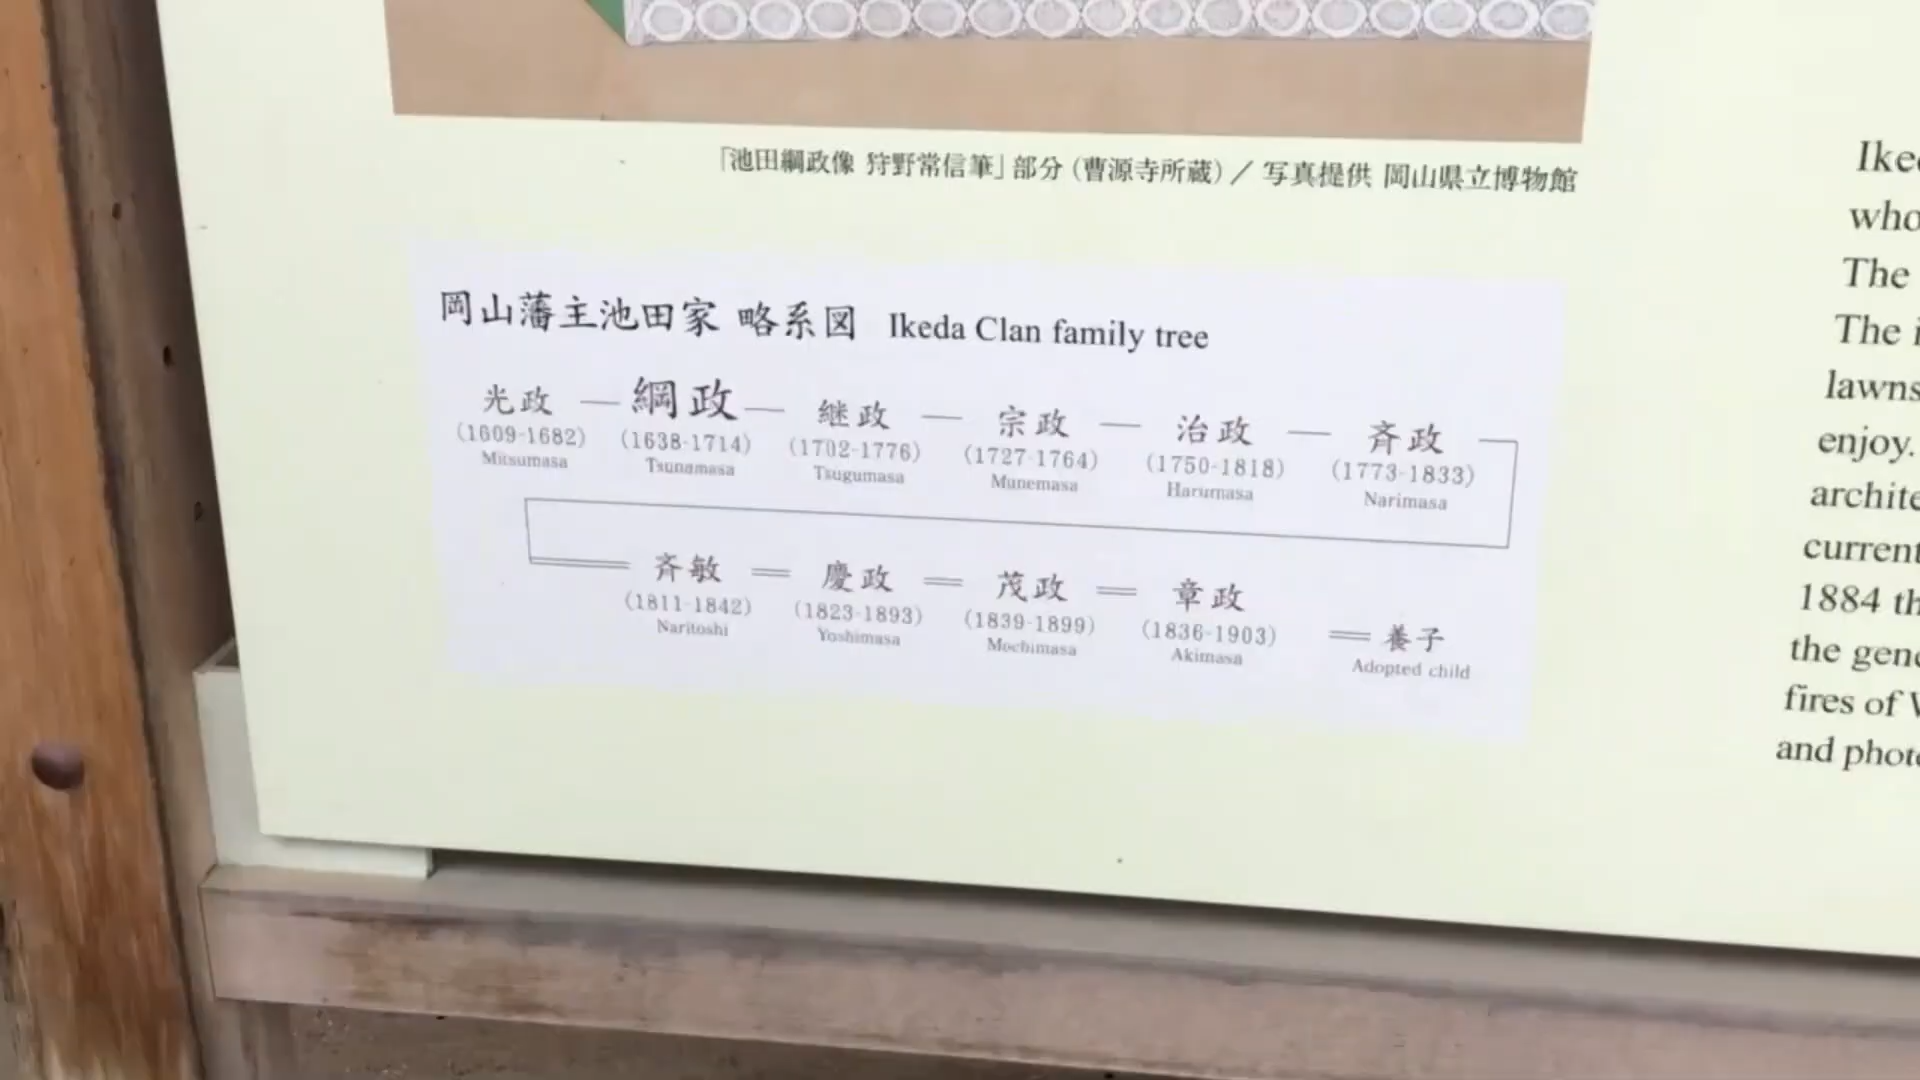 「池田綱政像 狩野常信筆」部分（曹源寺所蔵）／写真提供 岡山県立博物館
岡山藩主池田家 略系図 Ikeda Clan family tree
光政 綱政 継政 宗政 治政 斉政
(1609-1682) (1638-1714) (1702-1776) (1727-1764) (1750-1818) (1773-1833)
Mitsumasa Tsunamasa Tsugumasa Munemasa Harumasa Narimasa
斉敏 慶政 茂政 章政 養子
(1811-1842) (1823-1893) (1839-1899) (1836-1903)
Naritoshi Yoshimasa Mochimasa Akimasa Adopted child
who
The
The
lawns
enjoy.
current
1884
the
fires of
and